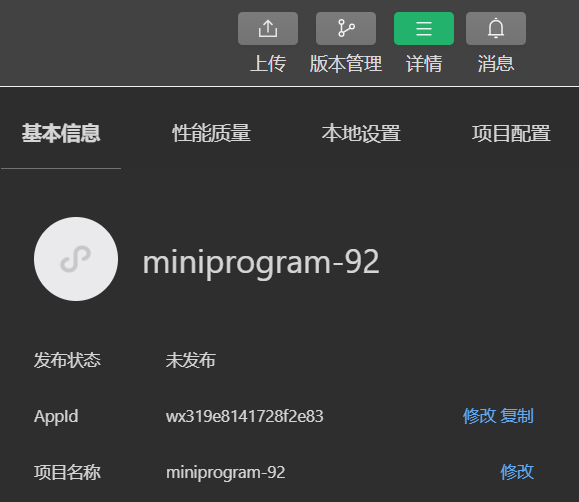 上传 版本管理 详情 消息
基本信息 性能质量 本地设置 项目配置
miniprogram-92
发布状态 未发布
AppId wx319e8141728f2e83 修改 复制
项目名称 miniprogram-92 修改